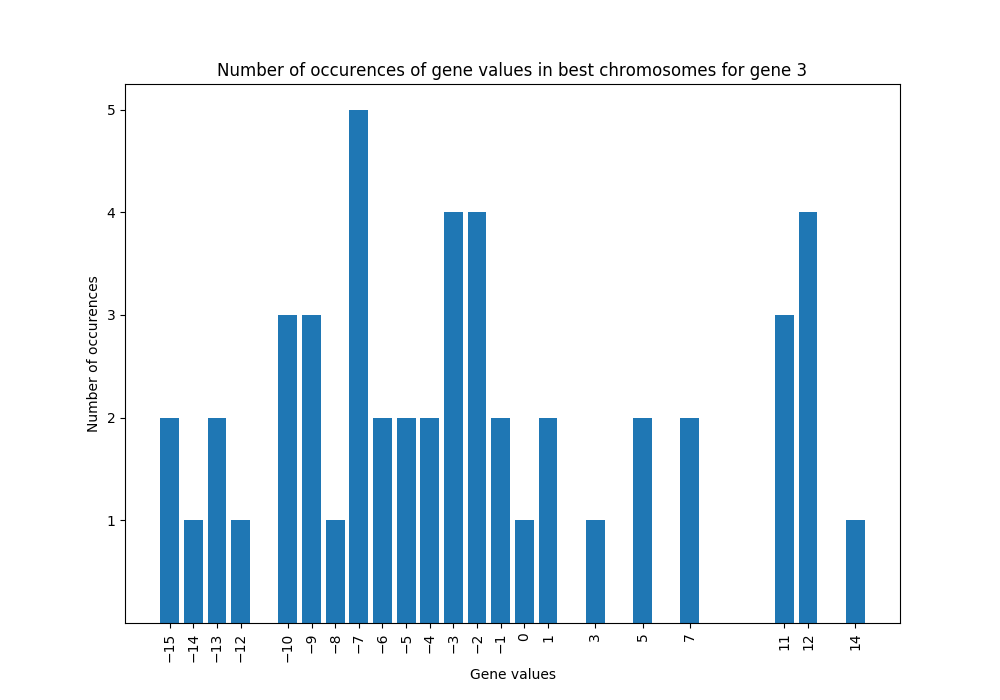 Number of occurences of gene values in best chromosomes for gene 3
5
4
3
2
1
Number of occurences
−15 −14 −13 −12 −10 −9 −8 −7 −6 −5 −4 −3 −2 −1 0 1 3 5 7 11 12 14
Gene values